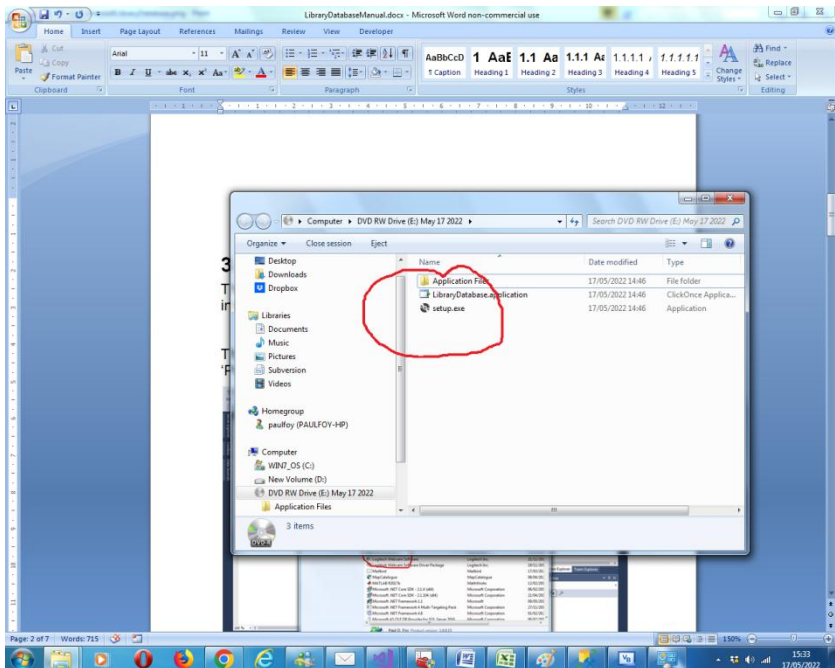 LibraryDatabaseManual.docx - Microsoft Word non-commercial use
Home Insert Page Layout References Mailings Review View Developer
Cut
Copy
Format Painter
Paste
Clipboard
Arial
11
Font
Paragraph
AaBbCcD 1 AaB 1.1 Aa 1.1.1 Aa 1.1.1.1 1.1.1.1.1
¶ Caption Heading 1 Heading 2 Heading 3 Heading 4 Heading 5
Change Styles
Styles
Find
Replace
Select
Editing
3
T
in
T
'F
Computer DVD RW Drive (E:) May 17 2022
Search DVD RW Drive (E:) May 17 2022
Organize Close session Eject
Desktop
Downloads
Dropbox
Libraries
Documents
Music
Pictures
Subversion
Videos
Homegroup
paulfoy (PAULFOY-HP)
Computer
WIN7_OS (C:)
New Volume (D:)
DVD RW Drive (E:) May 17 2022
Application Files
Name Date modified Type
Application Files 17/05/2022 14:46 File folder
LibraryDatabase.application 17/05/2022 14:46 ClickOnce Applica...
setup.exe 17/05/2022 14:46 Application
3 items
DVD-R
Page: 2 of 7 Words: 715
150%
15:33
17/05/2022